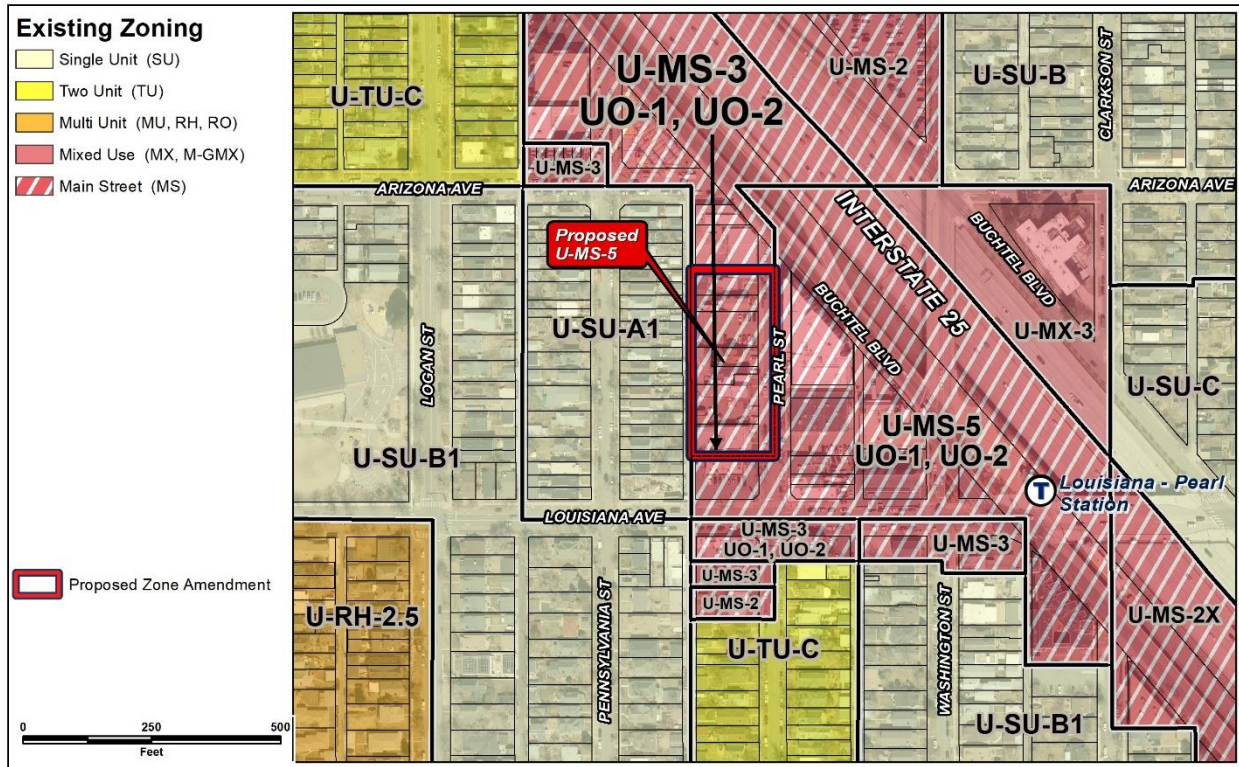 Existing Zoning
Single Unit (SU)
Two Unit (TU)
Multi Unit (MU, RH, RO)
Mixed Use (MX, M-GMX)
Main Street (MS)
Proposed Zone Amendment
0 250 500
Feet
U-TU-C
U-MS-3
UO-1, UO-2
U-MS-2
U-SU-B
CLARKSON ST
U-MS-3
ARIZONA AVE
ARIZONA AVE
Proposed
U-MS-5
INTERSTATE 25
BUCHTEL BLVD
BUCHTEL BLVD
U-MX-3
U-SU-A1
PEARL ST
LOGAN ST
U-SU-C
U-SU-B1
U-MS-5
UO-1, UO-2
T
Louisiana - Pearl
Station
LOUISIANA AVE
U-MS-3
UO-1, UO-2
U-MS-3
U-MS-3
U-MS-2
U-RH-2.5
PENNSYLVANIA ST
U-TU-C
WASHINGTON ST
U-MS-2X
U-SU-B1